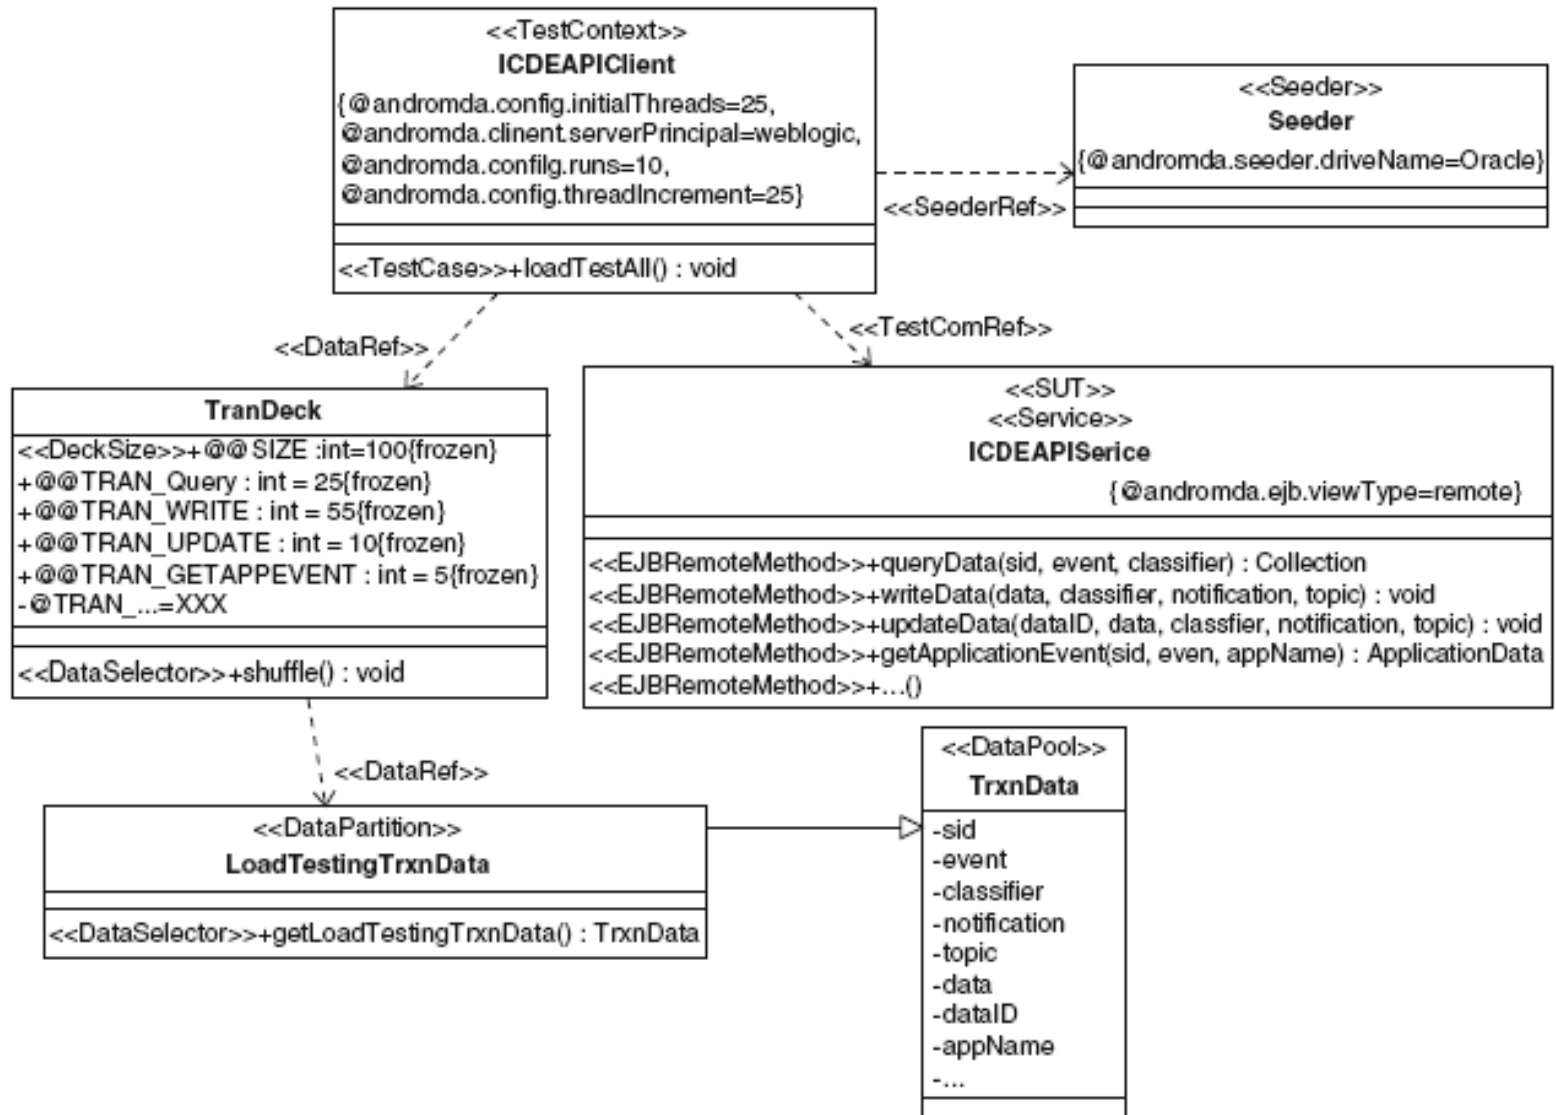 <<TestContext>>
ICDEAPIClient
{@andromda.config.initialThreads=25,
@andromda.clinent.serverPrincipal=weblogic,
@andromda.confilg.runs=10,
@andromda.config.threadIncrement=25}
<<TestCase>>+loadTestAll() : void
<<Seeder>>
Seeder
{@andromda.seeder.driveName=Oracle}
<<SeederRef>>
<<DataRef>>
<<TestComRef>>
TranDeck
<<DeckSize>>+@@SIZE :int=100{frozen}
+@@TRAN_Query : int = 25{frozen}
+@@TRAN_WRITE : int = 55{frozen}
+@@TRAN_UPDATE : int = 10{frozen}
+@@TRAN_GETAPPEVENT : int = 5{frozen}
-@TRAN_...=XXX
<<DataSelector>>+shuffle() : void
<<SUT>>
<<Service>>
ICDEAPISerice
{@andromda.ejb.viewType=remote}
<<EJBRemoteMethod>>+queryData(sid, event, classifier) : Collection
<<EJBRemoteMethod>>+writeData(data, classifier, notification, topic) : void
<<EJBRemoteMethod>>+updateData(dataID, data, classfier, notification, topic) : void
<<EJBRemoteMethod>>+getApplicationEvent(sid, even, appName) : ApplicationData
<<EJBRemoteMethod>>+...()
<<DataRef>>
<<DataPartition>>
LoadTestingTrxnData
<<DataSelector>>+getLoadTestingTrxnData() : TrxnData
<<DataPool>>
TrxnData
-sid
-event
-classifier
-notification
-topic
-data
-dataID
-appName
-...